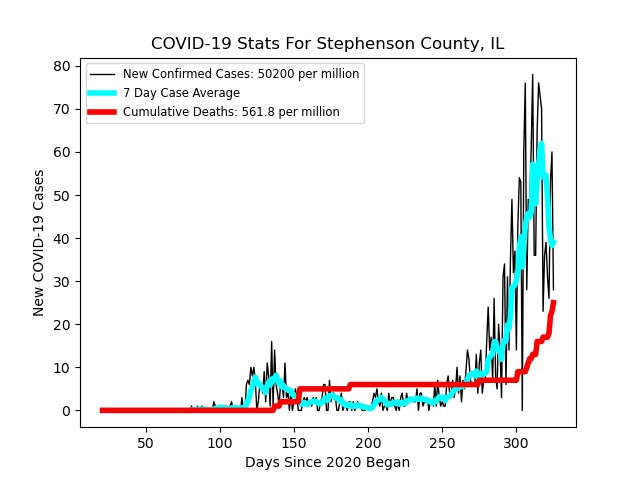 COVID-19 Stats For Stephenson County, IL
New Confirmed Cases: 50200 per million
7 Day Case Average
Cumulative Deaths: 561.8 per million
80
70
60
50
40
30
20
10
0
New COVID-19 Cases
50 100 150 200 250 300
Days Since 2020 Began